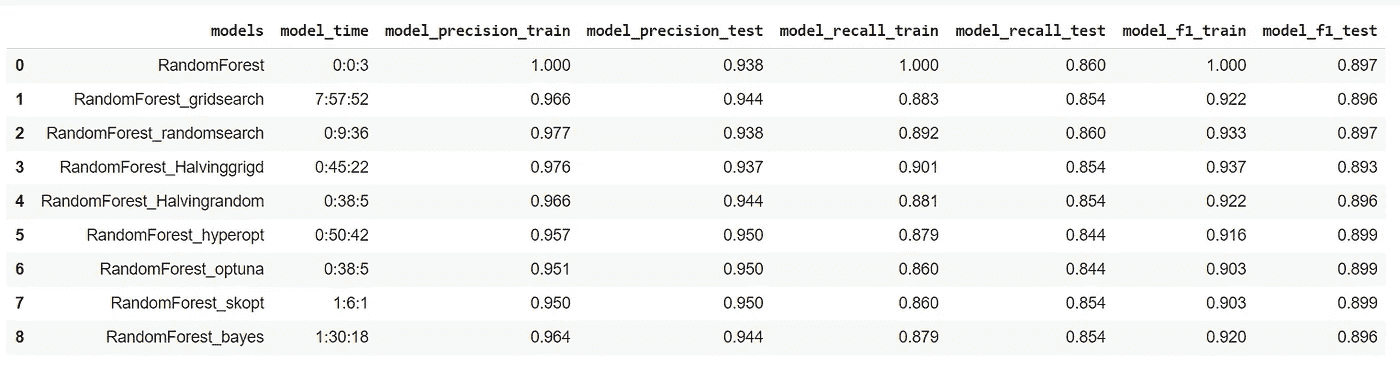 models model_time model_precision_train model_precision_test model_recall_train model_recall_test model_f1_train model_f1_test
0 RandomForest 0:0:3 1.000 0.938 1.000 0.860 1.000 0.897
1 RandomForest_gridsearch 7:57:52 0.966 0.944 0.883 0.854 0.922 0.896
2 RandomForest_randomsearch 0:9:36 0.977 0.938 0.892 0.860 0.933 0.897
3 RandomForest_Halvinggrigd 0:45:22 0.976 0.937 0.901 0.854 0.937 0.893
4 RandomForest_Halvingrandom 0:38:5 0.966 0.944 0.881 0.854 0.922 0.896
5 RandomForest_hyperopt 0:50:42 0.957 0.950 0.879 0.844 0.916 0.899
6 RandomForest_optuna 0:38:5 0.951 0.950 0.860 0.844 0.903 0.899
7 RandomForest_skopt 1:6:1 0.950 0.950 0.860 0.854 0.903 0.899
8 RandomForest_bayes 1:30:18 0.964 0.944 0.879 0.854 0.920 0.896